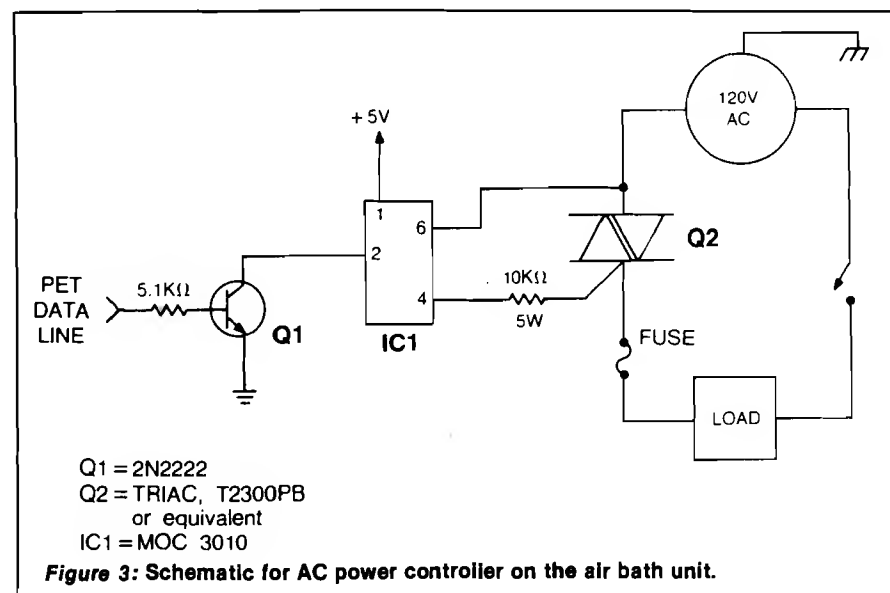 120V
AC
+5V
1
6
2
4
Q2
PET
DATA
LINE
5.1KΩ
Q1
IC1
10KΩ
5W
FUSE
LOAD
Q1 = 2N2222
Q2 = TRIAC, T2300PB
or equivalent
IC1 = MOC 3010
Figure 3: Schematic for AC power controller on the air bath unit.